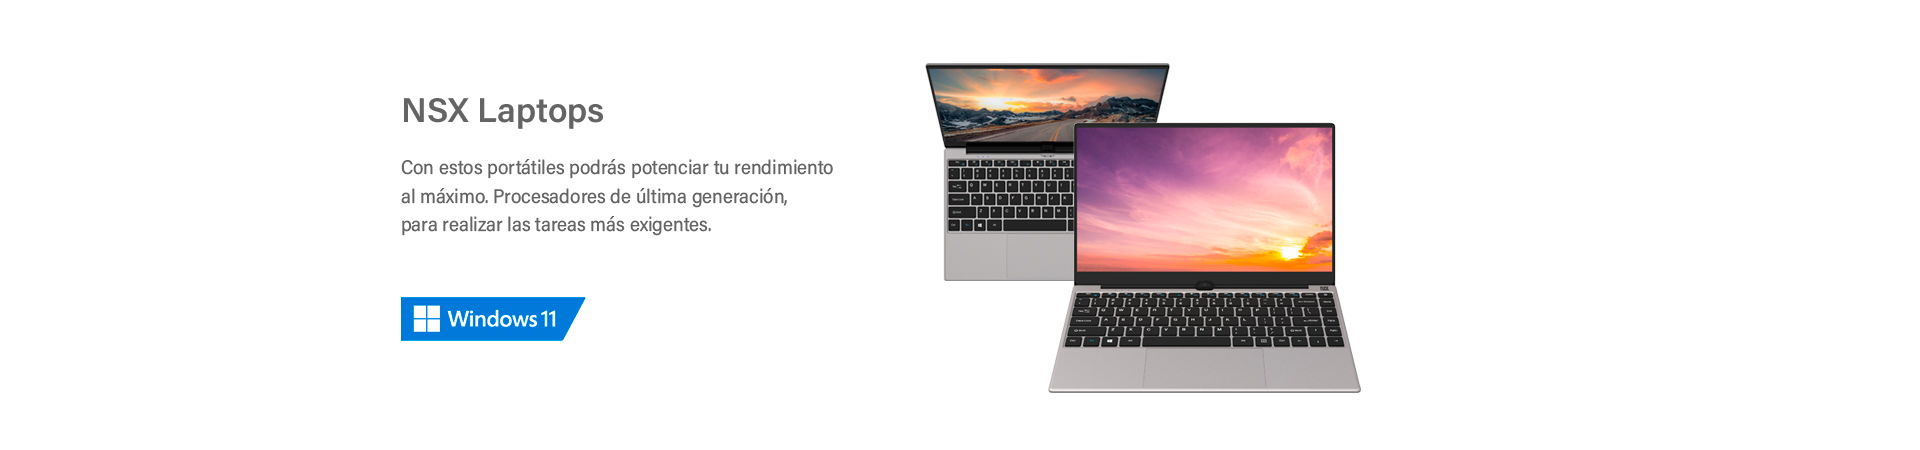 NSX Laptops
Con estos portátiles podrás potenciar tu rendimiento
al máximo. Procesadores de última generación,
para realizar las tareas más exigentes.
Windows 11